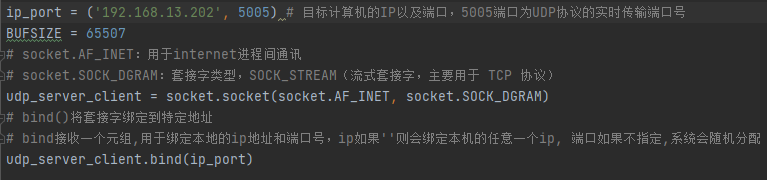 ip_port = ('192.168.13.202', 5005) # 目标计算机的IP以及端口，5005端口为UDP协议的实时传输端口号
BUFSIZE = 65507
# socket.AF_INET：用于internet进程间通讯
# socket.SOCK_DGRAM：套接字类型，SOCK_STREAM（流式套接字，主要用于 TCP 协议）
udp_server_client = socket.socket(socket.AF_INET, socket.SOCK_DGRAM)
# bind()将套接字绑定到特定地址
# bind接收一个元组,用于绑定本地的ip地址和端口号，ip如果''则会绑定本机的任意一个ip, 端口如果不指定,系统会随机分配
udp_server_client.bind(ip_port)